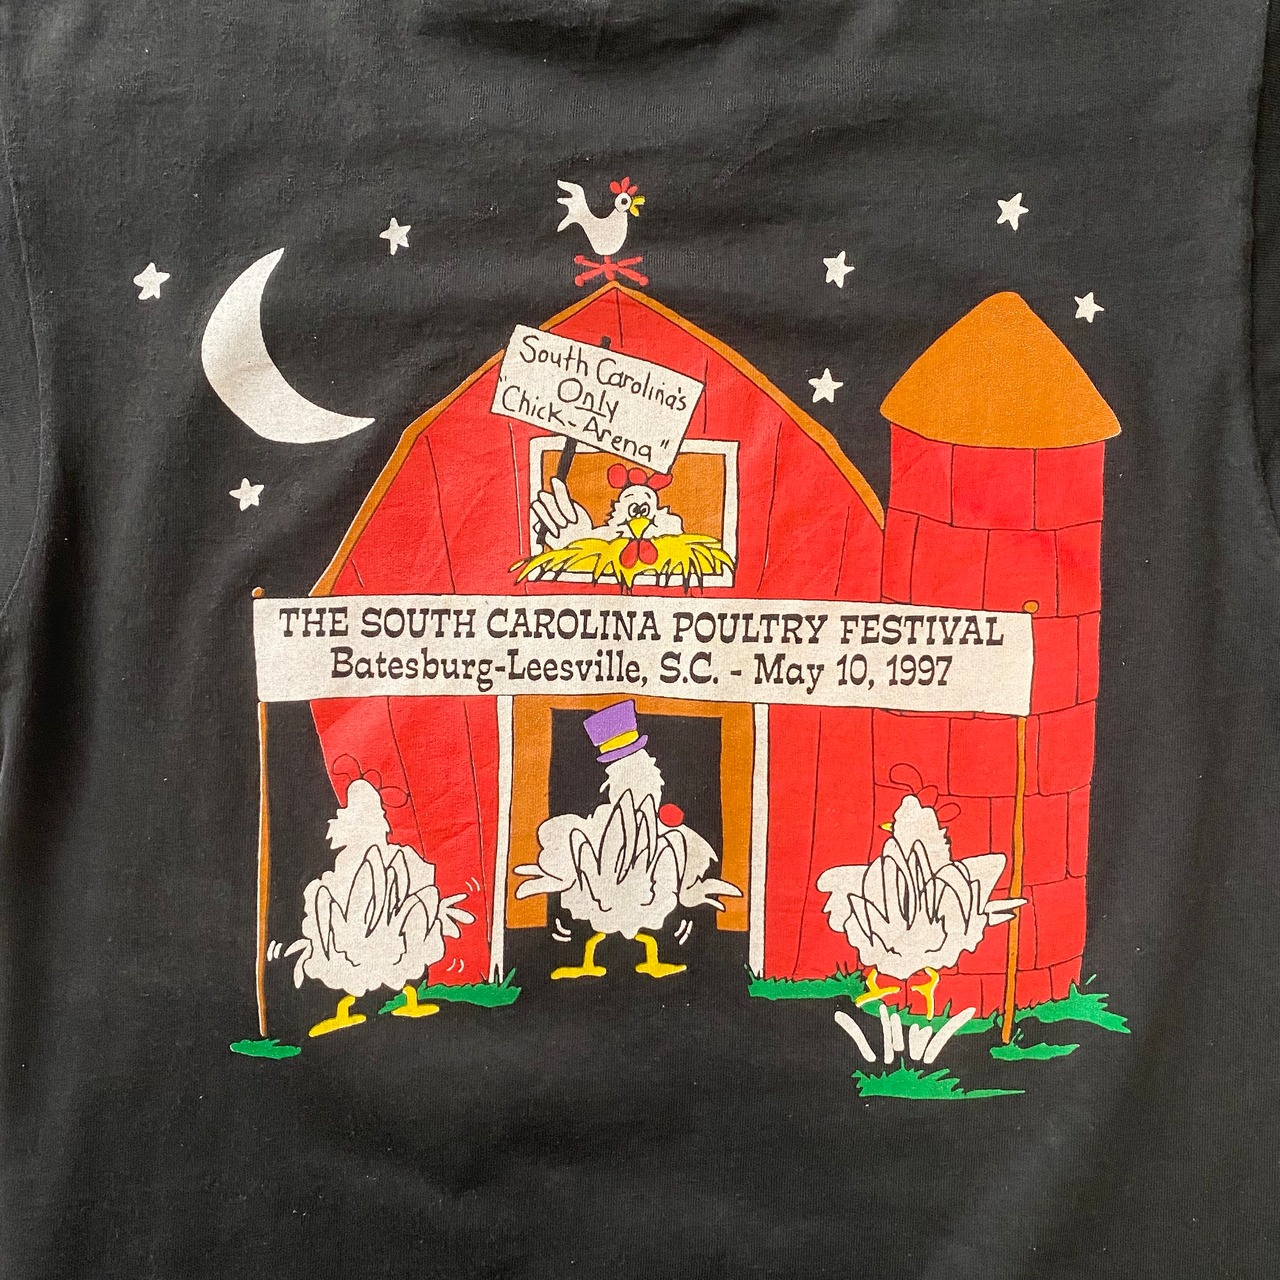 South Carolina's
Only
"Chick-Arena"
THE SOUTH CAROLINA POULTRY FESTIVAL
Batesburg-Leesville, S.C. - May 10, 1997